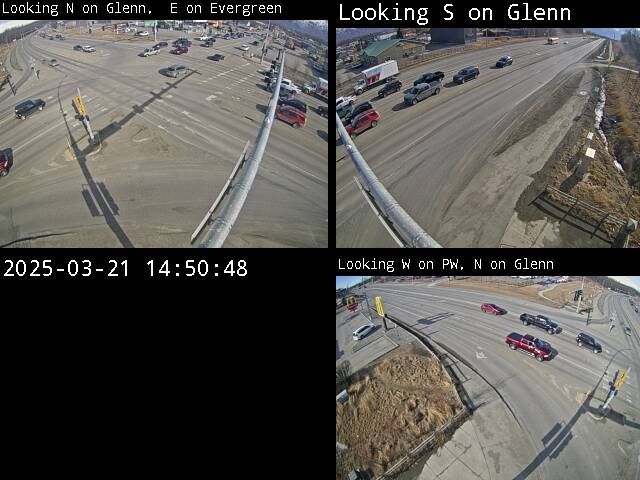 Looking N on Glenn,  E on Evergreen
Looking S on Glenn
2025-03-21 14:50:48
Looking W on PW, N on Glenn